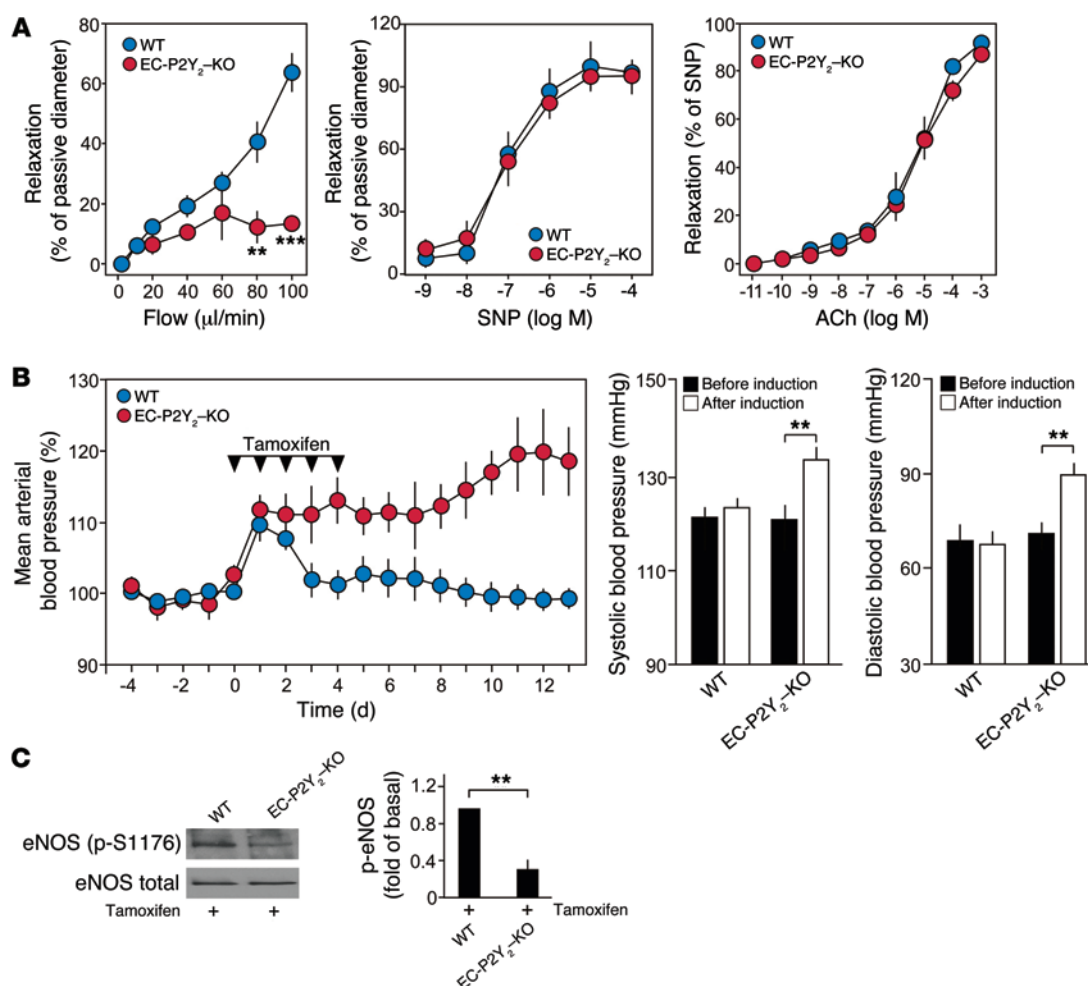 A
Relaxation
(% of passive diameter)
80
60
40
20
0
WT
EC-P2Y₂–KO
**
***
0
20
40
60
80
100
Flow (µl/min)
Relaxation
(% of passive diameter)
120
90
60
30
0
WT
EC-P2Y₂–KO
-9
-8
-7
-6
-5
-4
SNP (log M)
Relaxation (% of SNP)
100
80
60
40
20
0
WT
EC-P2Y₂–KO
-11
-10
-9
-8
-7
-6
-5
-4
-3
ACh (log M)
B
Mean arterial
blood pressure (%)
130
120
110
100
90
WT
EC-P2Y₂–KO
Tamoxifen
-4
-2
0
2
4
6
8
10
12
Time (d)
Systolic blood pressure (mmHg)
150
130
110
90
Before induction
After induction
**
WT
EC-P2Y₂–KO
Diastolic blood pressure (mmHg)
120
90
60
30
Before induction
After induction
**
WT
EC-P2Y₂–KO
C
WT
EC-P2Y₂–KO
eNOS (p-S1176)
eNOS total
Tamoxifen
+
+
p-eNOS
(fold of basal)
1.2
0.8
0.4
0
**
+
+
Tamoxifen
WT
EC-P2Y₂–KO